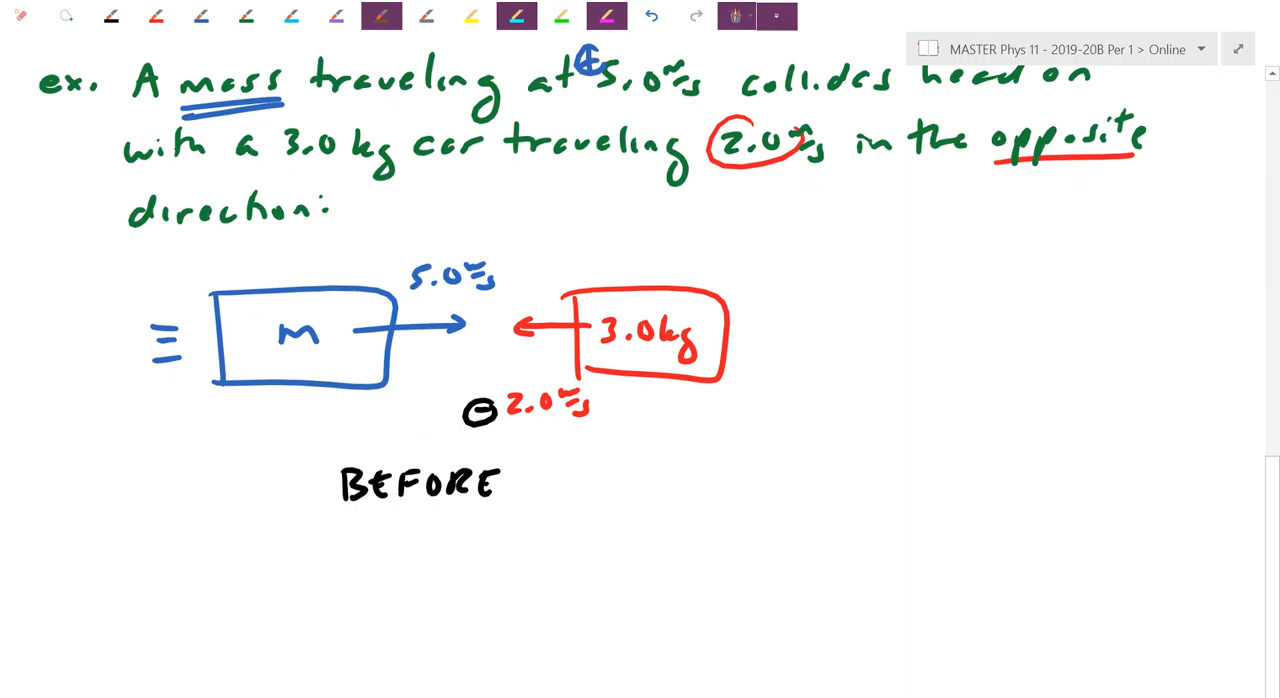 MASTER Phys 11 - 2019-20B Per 1 > Online
ex. A mass traveling at ⊕5.0 m/s collides head on
with a 3.0 kg car traveling 2.0 m/s in the opposite
direction:
5.0 m/s
m
3.0 kg
⊖ 2.0 m/s
BEFORE